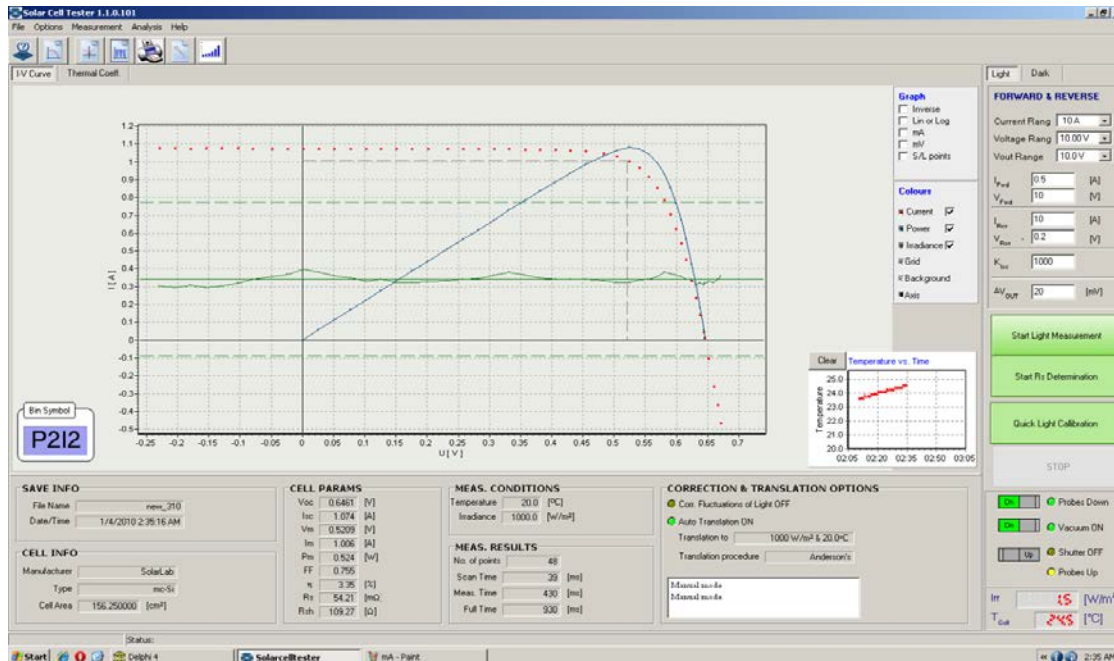 Solar Cell Tester 1.1.0.101
File Options Measurement Analysis Help
I-V Curve Thermal Coeff.
1.2
1.1
1
0.9
0.8
0.7
0.6
0.5
0.4
0.3
0.2
0.1
0
-0.1
-0.2
-0.3
-0.4
-0.5
I [ A ]
-0.25 -0.2 -0.15 -0.1 -0.05 0 0.05 0.1 0.15 0.2 0.25 0.3 0.35 0.4 0.45 0.5 0.55 0.6 0.65 0.7
U [ V ]
Bin Symbol
P2I2
Graph
Inverse
Lin or Log
mA
mV
S/L points
Colours
Current
Power
Irradiance
Grid
Background
Axis
Clear Temperature vs. Time
Temperature
25.0
24.0
23.0
22.0
21.0
20.0
02:05 02:20 02:35 02:50 03:05
Light Dark
FORWARD & REVERSE
Current Rang 10 A
Voltage Rang 10.00 V
Vout Range 10.0 V
I Fwd 0.5 [A]
V Fwd 10 [V]
10 [A]
- 0.2 [V]
1000
ΔV OUT 20 [mV]
Start Light Measurement
Start Rs Determination
Quick Light Calibration
STOP
On Probes Down
On Vacuum ON
Up Shutter OFF
Probes Up
Irr 15 [W/m²
24.5 [°C]
SAVE INFO
File Name new_310
Date/Time 1/4/2010 2:35:16 AM
CELL INFO
Manufacturer SolarLab
Type mc-Si
Cell Area 156.250000 [cm²]
CELL PARAMS
Voc 0.6461 [V]
Isc 1.074 [A]
Vm 0.5209 [V]
Im 1.006 [A]
Pm 0.524 [W]
FF 0.755
η 3.35 [%]
Rs 54.21 [mΩ
Rsh 109.27 [Ω]
MEAS. CONDITIONS
Temperature 20.0 [ºC]
Irradiance 1000.0 [W/m²]
MEAS. RESULTS
No. of points 48
Scan Time 39 [ms]
Meas. Time 430 [ms]
Full Time 930 [ms]
CORRECTION & TRANSLATION OPTIONS
Corr. Fluctuations of Light OFF
Auto Translation ON
Translation to 1000 W/m² & 20.0ºC
Translation procedure Anderson's
Manual mode
Manual mode
Status:
Start Delphi 4 Solarcelltester mA - Paint 2:35 AM